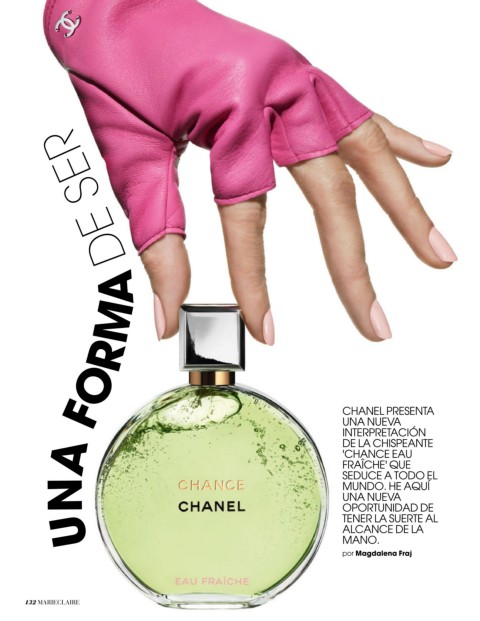 UNA FORMA DE SER
CHANCE
CHANEL
EAU FRAÎCHE
CHANEL PRESENTA
UNA NUEVA
INTERPRETACIÓN
DE LA CHISPEANTE
'CHANCE EAU
FRAÎCHE' QUE
SEDUCE A TODO EL
MUNDO. HE AQUÍ
UNA NUEVA
OPORTUNIDAD DE
TENER LA SUERTE AL
ALCANCE DE LA
MANO.
por Magdalena Fraj
132 MARIECLAIRE